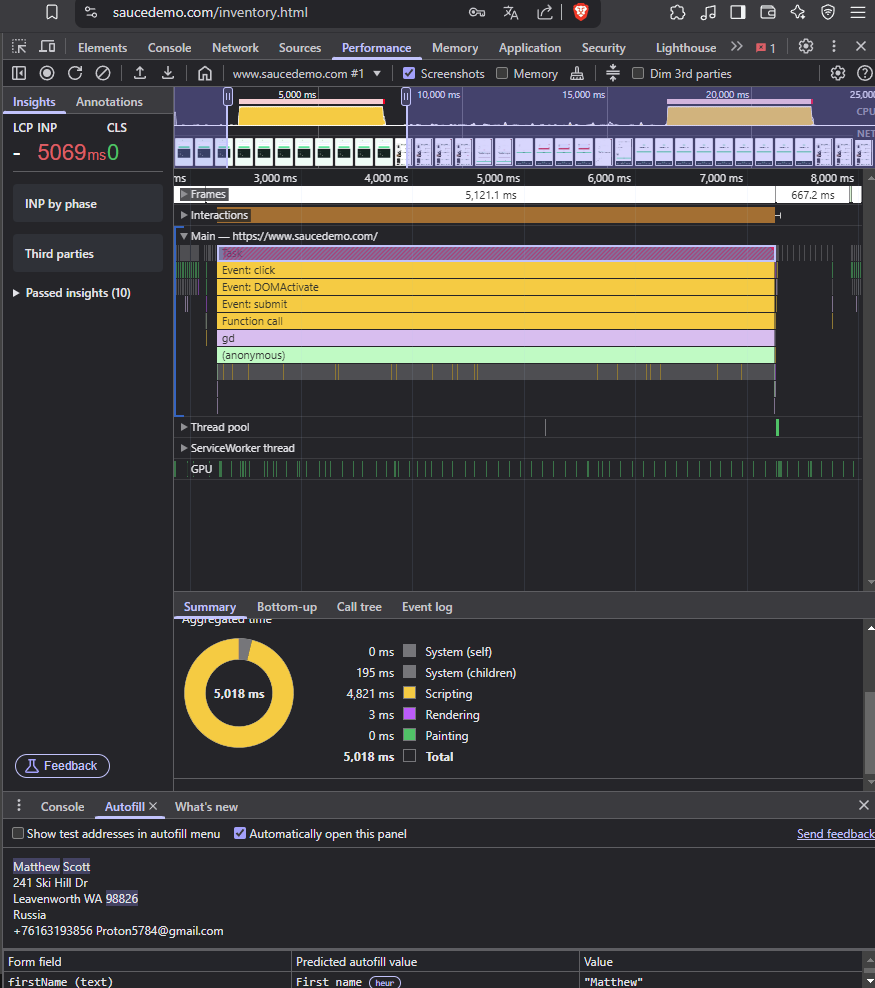 saucedemo.com/inventory.html
Elements Console Network Sources Performance Memory Application Security Lighthouse 1
www.saucedemo.com #1 Screenshots Memory Dim 3rd parties
Insights Annotations
5,000 ms 10,000 ms 15,000 ms 20,000 ms 25,000
CPU
NET
LCP INP CLS
- 5069ms 0
INP by phase
Third parties
Passed insights (10)
ms 3,000 ms 4,000 ms 5,000 ms 6,000 ms 7,000 ms 8,000 ms
Frames 5,121.1 ms 667.2 ms
Interactions
Main — https://www.saucedemo.com/
Task
Event: click
Event: DOMActivate
Event: submit
Function call
gd
(anonymous)
Thread pool
ServiceWorker thread
GPU
Summary Bottom-up Call tree Event log
Aggregated time
5,018 ms
0 ms System (self)
195 ms System (children)
4,821 ms Scripting
3 ms Rendering
0 ms Painting
5,018 ms Total
Feedback
Console Autofill What's new
Show test addresses in autofill menu Automatically open this panel Send feedback
Matthew Scott
241 Ski Hill Dr
Leavenworth WA 98826
Russia
+76163193856 Proton5784@gmail.com
Form field Predicted autofill value Value
firstName (text) First name heur "Matthew"